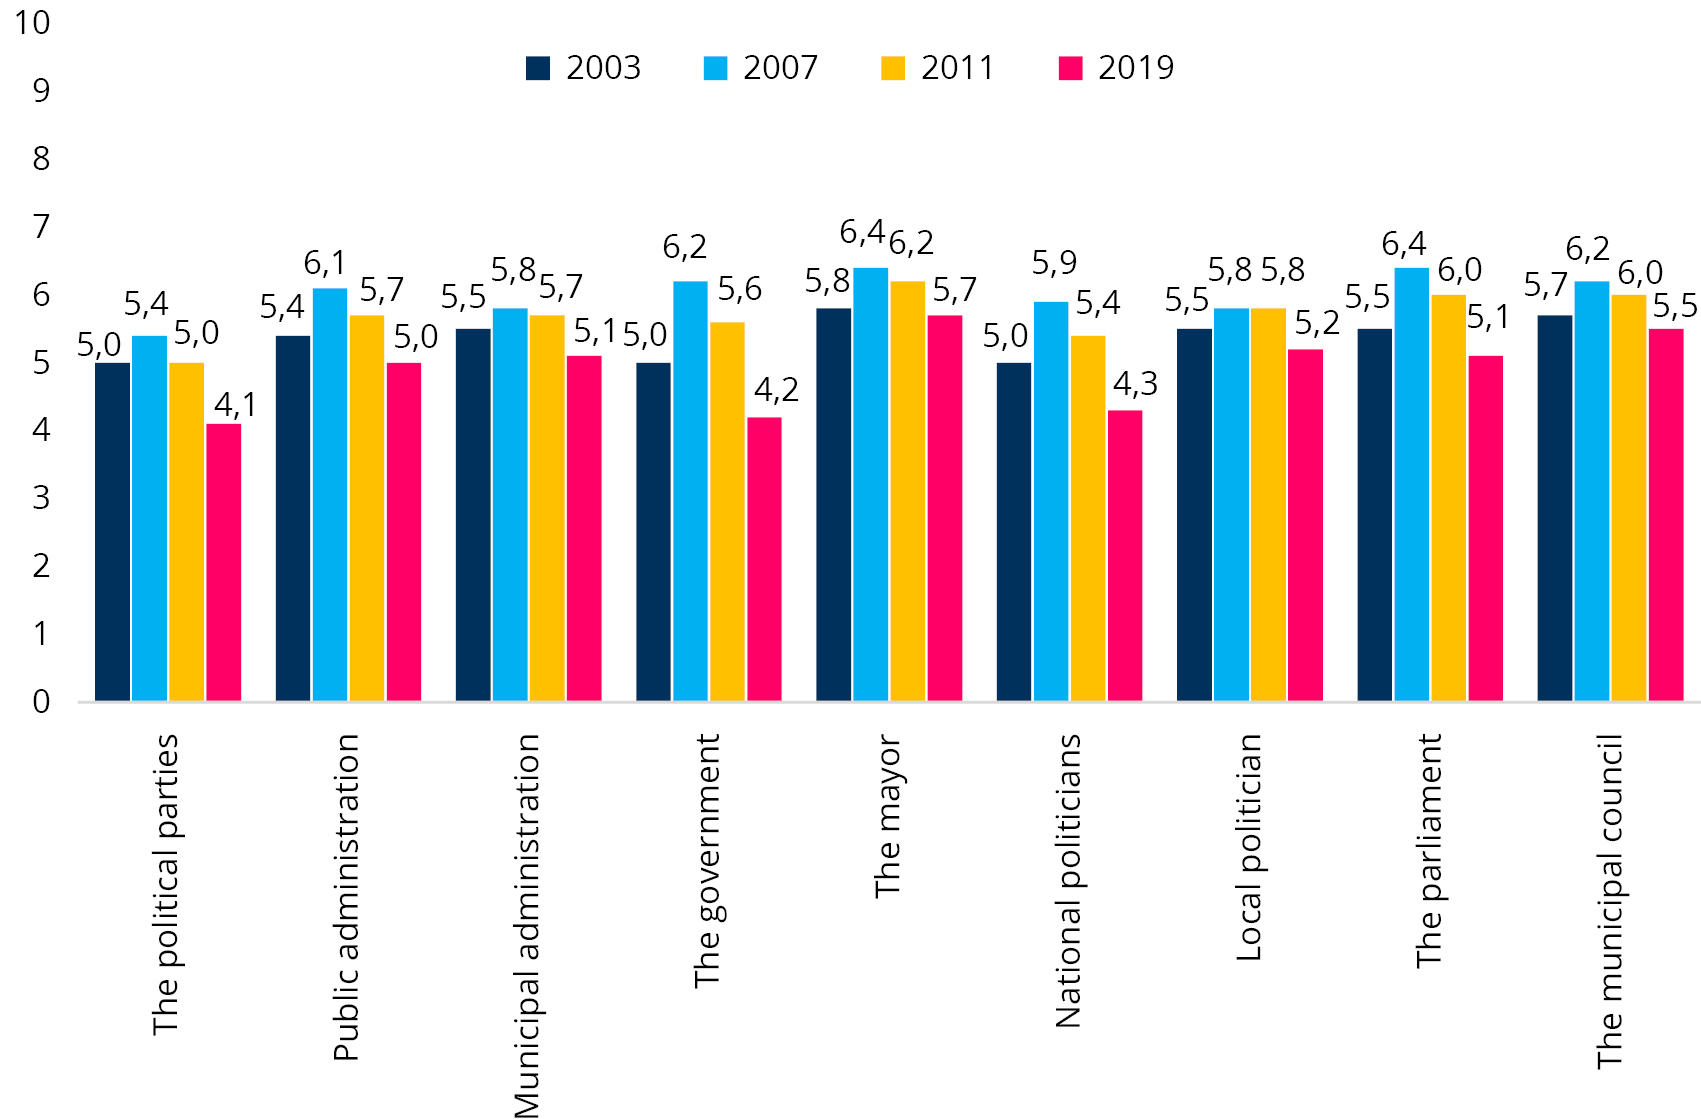 10
9
8
7
6
5
4
3
2
1
0
2003 2007 2011 2019
5,0 5,4 5,0 4,1
5,4 6,1 5,7 5,0
5,5 5,8 5,7 5,1
5,0 6,2 5,6 4,2
5,8 6,4 6,2 5,7
5,0 5,9 5,4 4,3
5,5 5,8 5,8 5,2
5,5 6,4 6,0 5,1
5,7 6,2 6,0 5,5
The political parties
Public administration
Municipal administration
The government
The mayor
National politicians
Local politician
The parliament
The municipal council